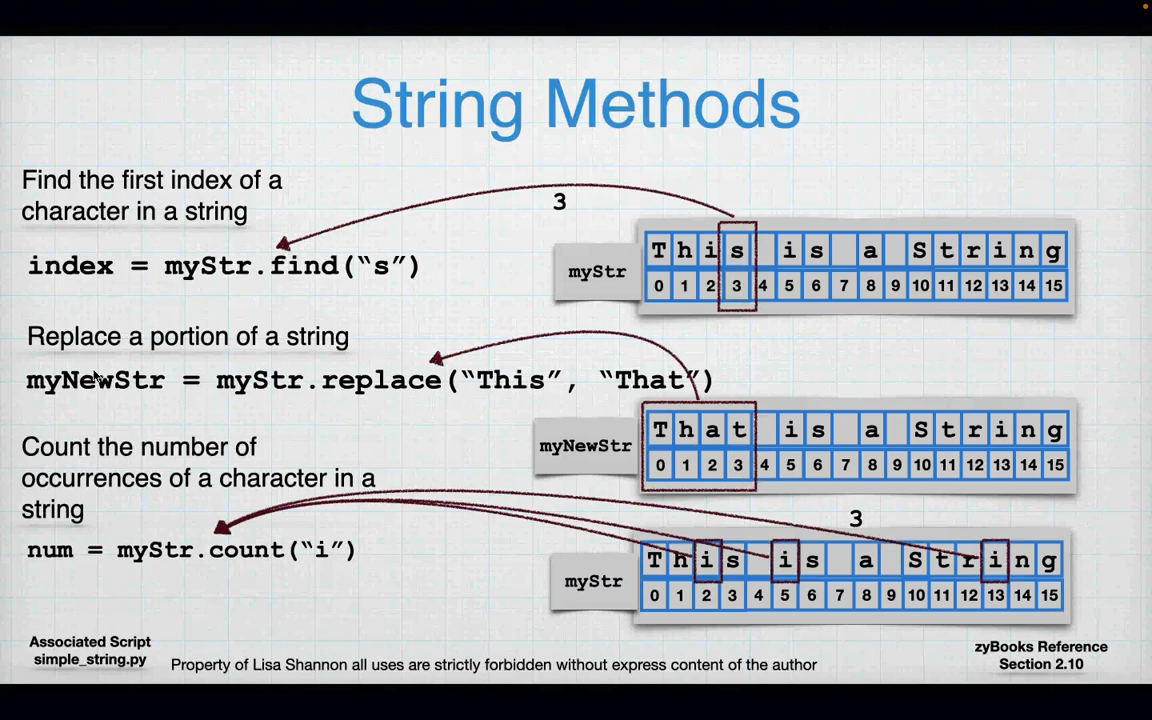 String Methods
Find the first index of a
character in a string
index = myStr.find(“s”)
3
myStr
T h i s i s a S t r i n g
0 1 2 3 4 5 6 7 8 9 10 11 12 13 14 15
Replace a portion of a string
myNewStr = myStr.replace(“This”, “That”)
myNewStr
T h a t i s a S t r i n g
0 1 2 3 4 5 6 7 8 9 10 11 12 13 14 15
Count the number of
occurrences of a character in a
string
num = myStr.count(“i”)
3
myStr
T h i s i s a S t r i n g
0 1 2 3 4 5 6 7 8 9 10 11 12 13 14 15
Associated Script
simple_string.py
Property of Lisa Shannon all uses are strictly forbidden without express content of the author
zyBooks Reference
Section 2.10